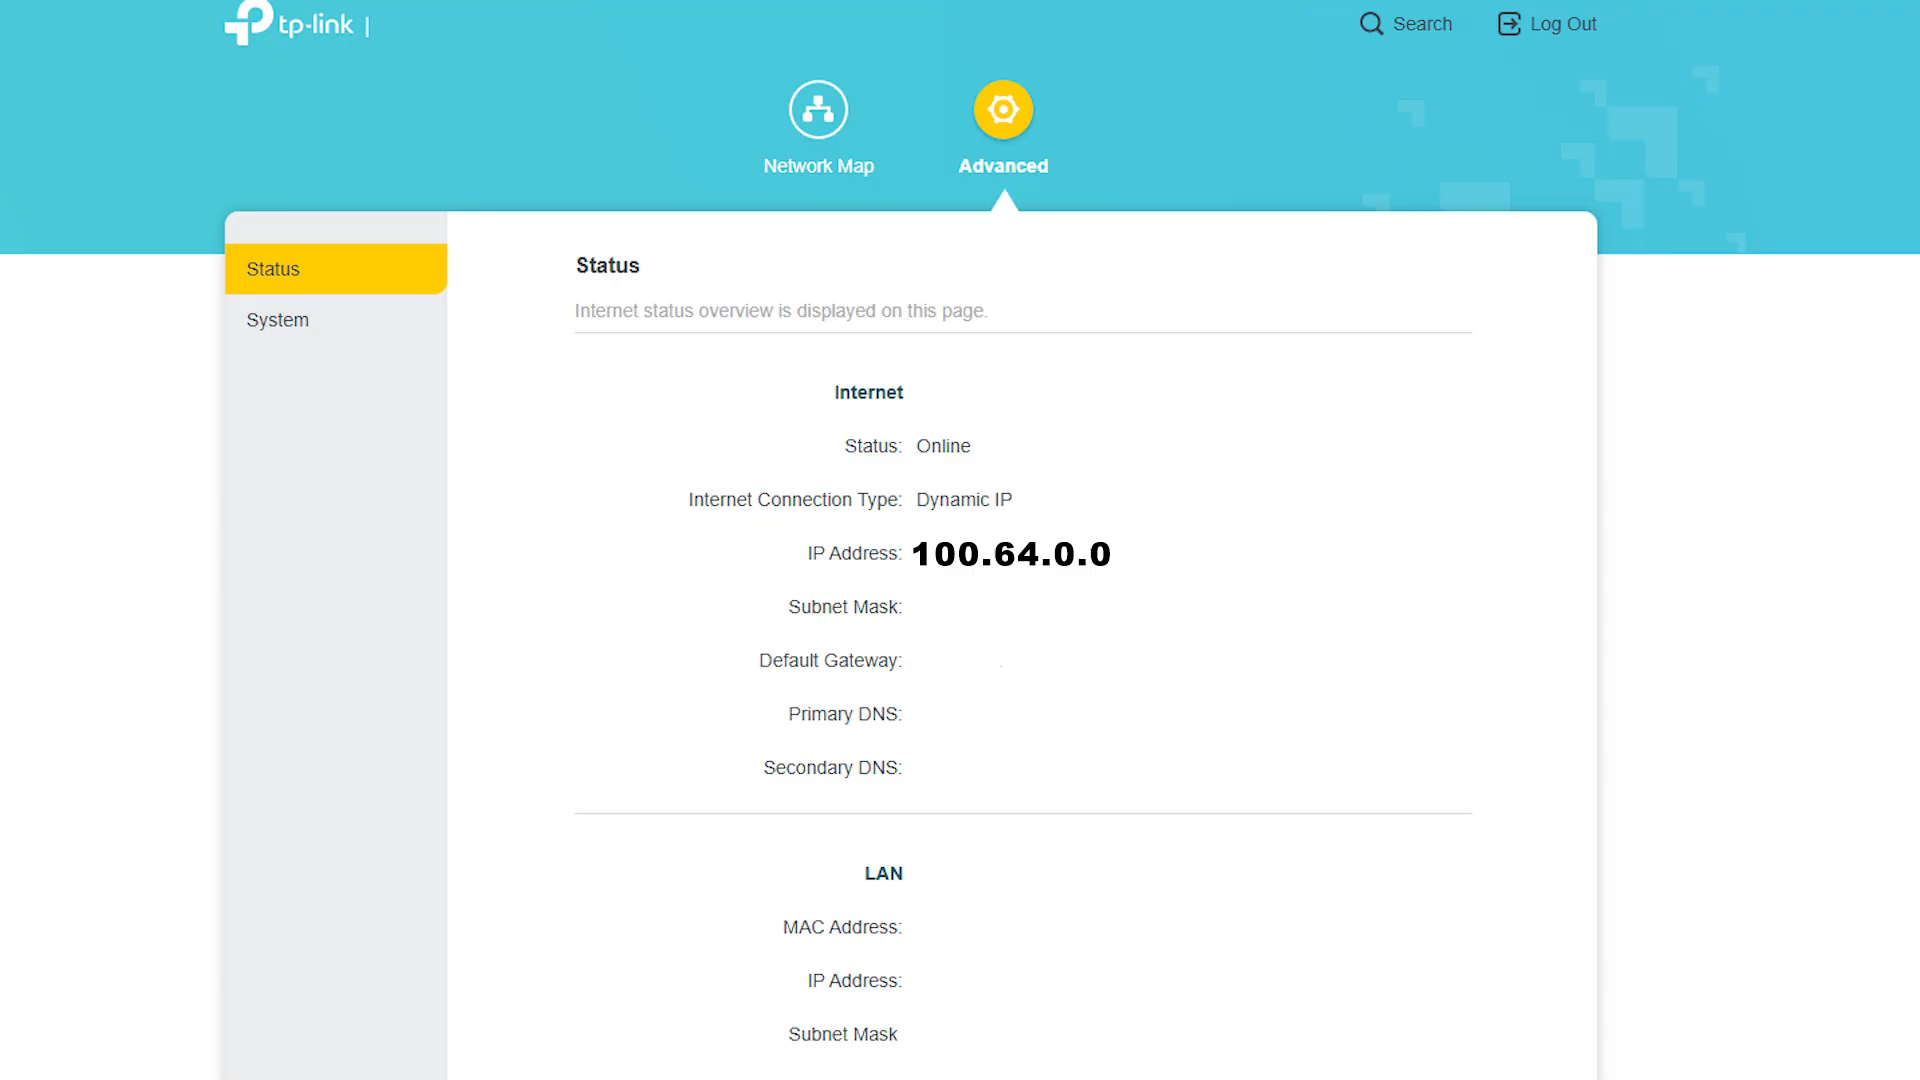 tp-link |
Search
Log Out
Network Map
Advanced
Status
System
Status
Internet status overview is displayed on this page.
Internet
Status: Online
Internet Connection Type: Dynamic IP
IP Address: 100.64.0.0
Subnet Mask:
Default Gateway:
Primary DNS:
Secondary DNS:
LAN
MAC Address:
IP Address:
Subnet Mask